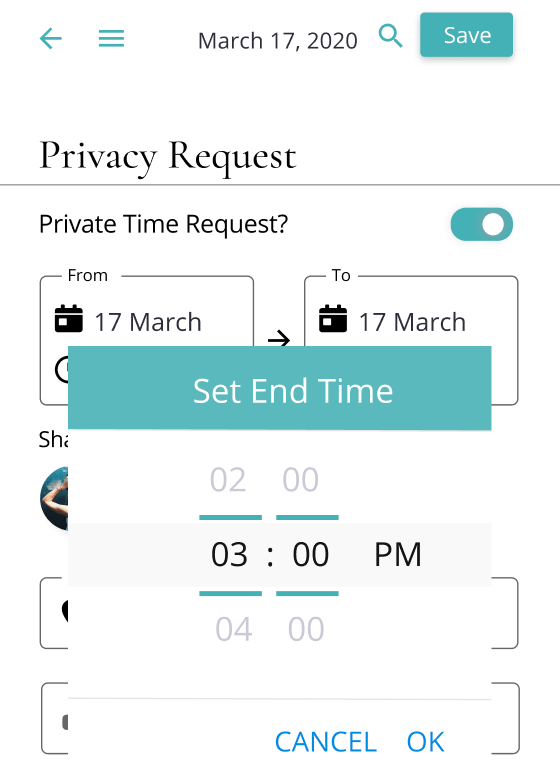 March 17, 2020
Save
Privacy Request
Private Time Request?
From
To
17 March
17 March
Set End Time
Sha
02 00
03 : 00 PM
04 00
CANCEL OK